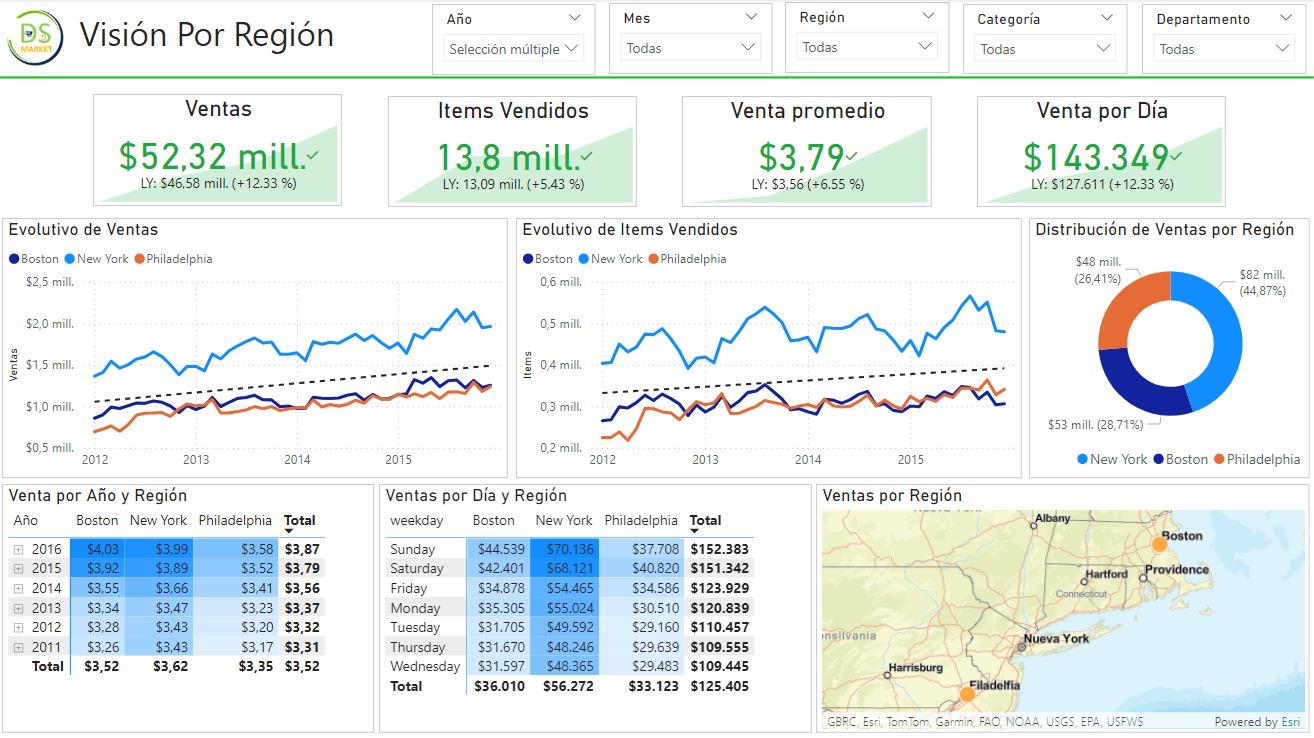 DS
MARKET
Visión Por Región
Año
Selección múltiple
Mes
Todas
Región
Todas
Categoría
Todas
Departamento
Todas
Ventas
$52,32 mill.
LY: $46,58 mill. (+12.33 %)
Items Vendidos
13,8 mill.
LY: 13,09 mill. (+5.43 %)
Venta promedio
$3,79
LY: $3,56 (+6.55 %)
Venta por Día
$143.349
LY: $127.611 (+12.33 %)
Evolutivo de Ventas
Boston New York Philadelphia
$2,5 mill.
$2,0 mill.
$1,5 mill.
$1,0 mill.
$0,5 mill.
Ventas
2012 2013 2014 2015
Evolutivo de Items Vendidos
Boston New York Philadelphia
0,6 mill.
0,5 mill.
0,4 mill.
0,3 mill.
0,2 mill.
Items
2012 2013 2014 2015
Distribución de Ventas por Región
$48 mill.
(26,41%)
$82 mill.
(44,87%)
$53 mill. (28,71%)
New York Boston Philadelphia
Venta por Año y Región
Año Boston New York Philadelphia Total
2016 $4,03 $3,99 $3,58 $3,87
2015 $3,92 $3,89 $3,52 $3,79
2014 $3,55 $3,66 $3,41 $3,56
2013 $3,34 $3,47 $3,23 $3,37
2012 $3,28 $3,43 $3,20 $3,32
2011 $3,26 $3,43 $3,17 $3,31
Total $3,52 $3,62 $3,35 $3,52
Ventas por Día y Región
weekday Boston New York Philadelphia Total
Sunday $44.539 $70.136 $37.708 $152.383
Saturday $42.401 $68.121 $40.820 $151.342
Friday $34.878 $54.465 $34.586 $123.929
Monday $35.305 $55.024 $30.510 $120.839
Tuesday $31.705 $49.592 $29.160 $110.457
Thursday $31.670 $48.246 $29.639 $109.555
Wednesday $31.597 $48.365 $29.483 $109.445
Total $36.010 $56.272 $33.123 $125.405
Ventas por Región
Albany
Boston
Hartford
Providence
Connecticut
nsilvania
Nueva York
Harrisburg
Filadelfia
GBRC, Esri, TomTom, Garmin, FAO, NOAA, USGS, EPA, USFWS
Powered by Esri